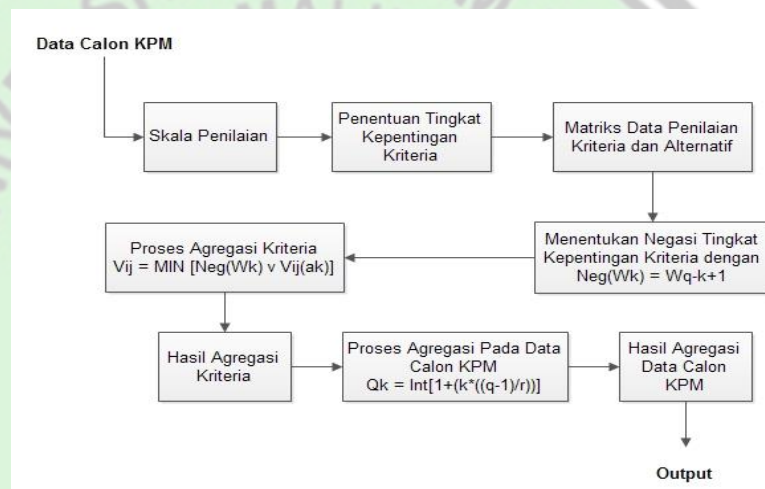 Data Calon KPM
Skala Penilaian
Penentuan Tingkat
Kepentingan
Kriteria
Matriks Data Penilaian
Kriteria dan Alternatif
Menentukan Negasi Tingkat
Kepentingan Kriteria dengan
Neg(Wk) = Wq-k+1
Proses Agregasi Kriteria
Vij = MIN [Neg(Wk) v Vij(ak)]
Hasil Agregasi
Kriteria
Proses Agregasi Pada Data
Calon KPM
Qk = Int[1+(k*((q-1)/r))]
Hasil Agregasi
Data Calon
KPM
Output